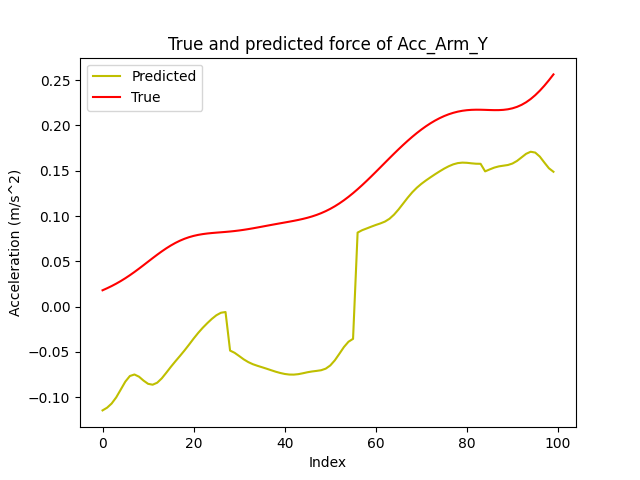 True and predicted force of Acc_Arm_Y
Predicted
True
Acceleration (m/s^2)
0.25
0.20
0.15
0.10
0.05
0.00
−0.05
−0.10
0
20
40
60
80
100
Index